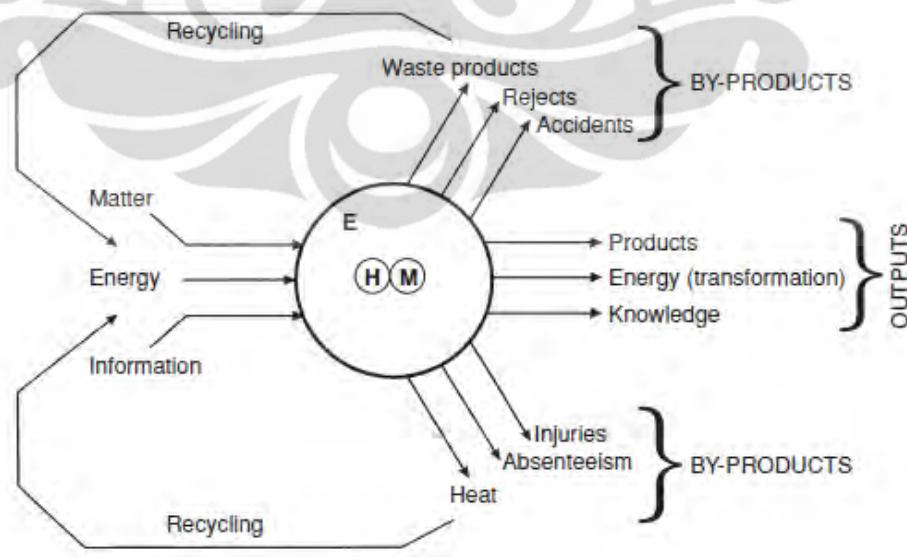 Recycling
Waste products
Rejects
Accidents
BY-PRODUCTS
Matter
Energy
Information
E
H M
Products
Energy (transformation)
Knowledge
OUTPUTS
Injuries
Absenteeism
Heat
BY-PRODUCTS
Recycling